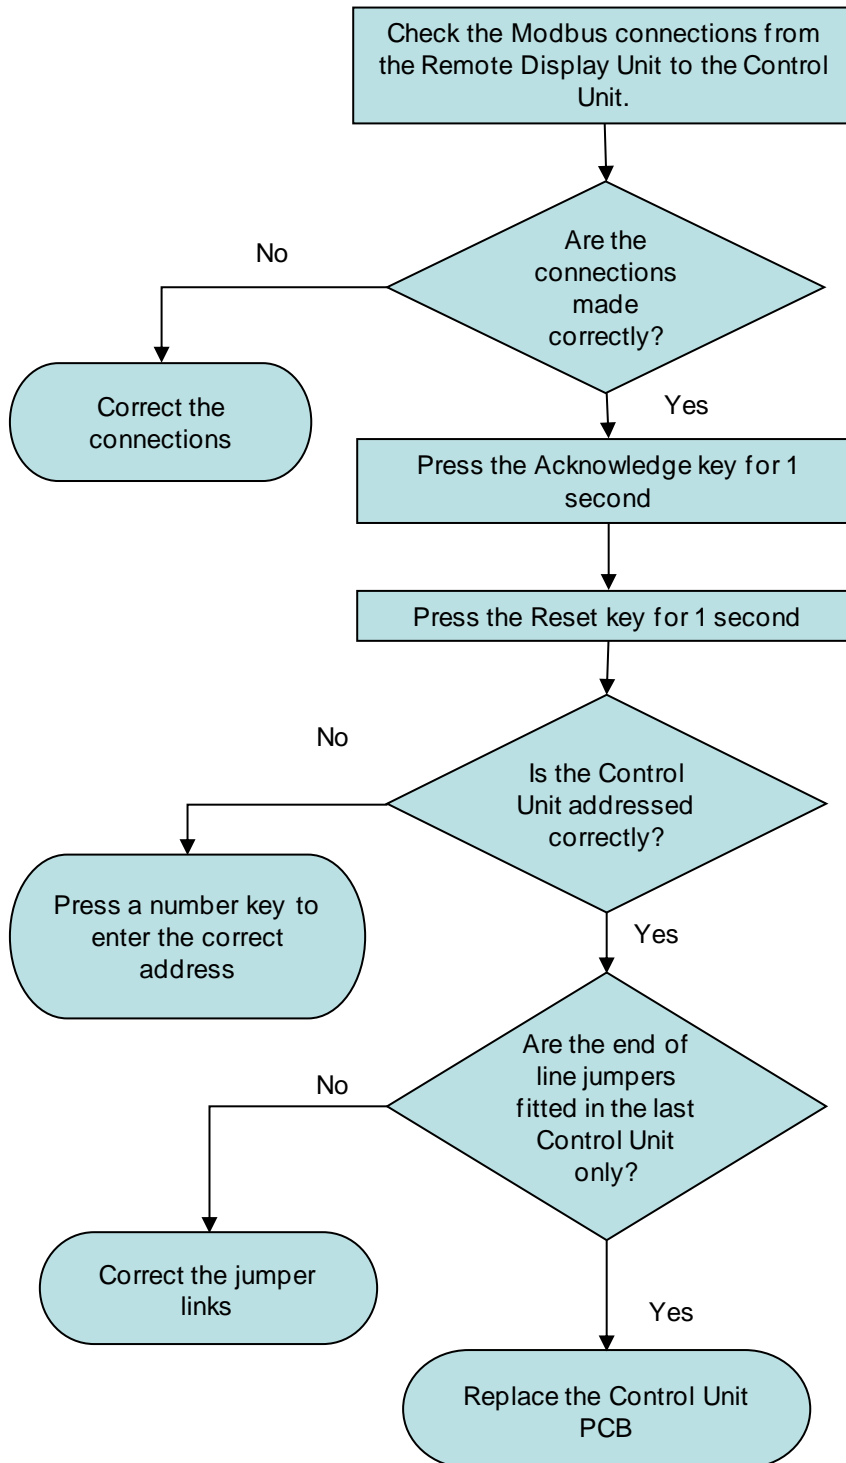 Check the Modbus connections from
the Remote Display Unit to the Control
Unit.
Are the
connections
made
correctly?
No
Correct the
connections
Yes
Press the Acknowledge key for 1
second
Press the Reset key for 1 second
No
Is the Control
Unit addressed
correctly?
Press a number key to
enter the correct
address
Yes
Are the end of
line jumpers
fitted in the last
Control Unit
only?
No
Correct the jumper
links
Yes
Replace the Control Unit
PCB